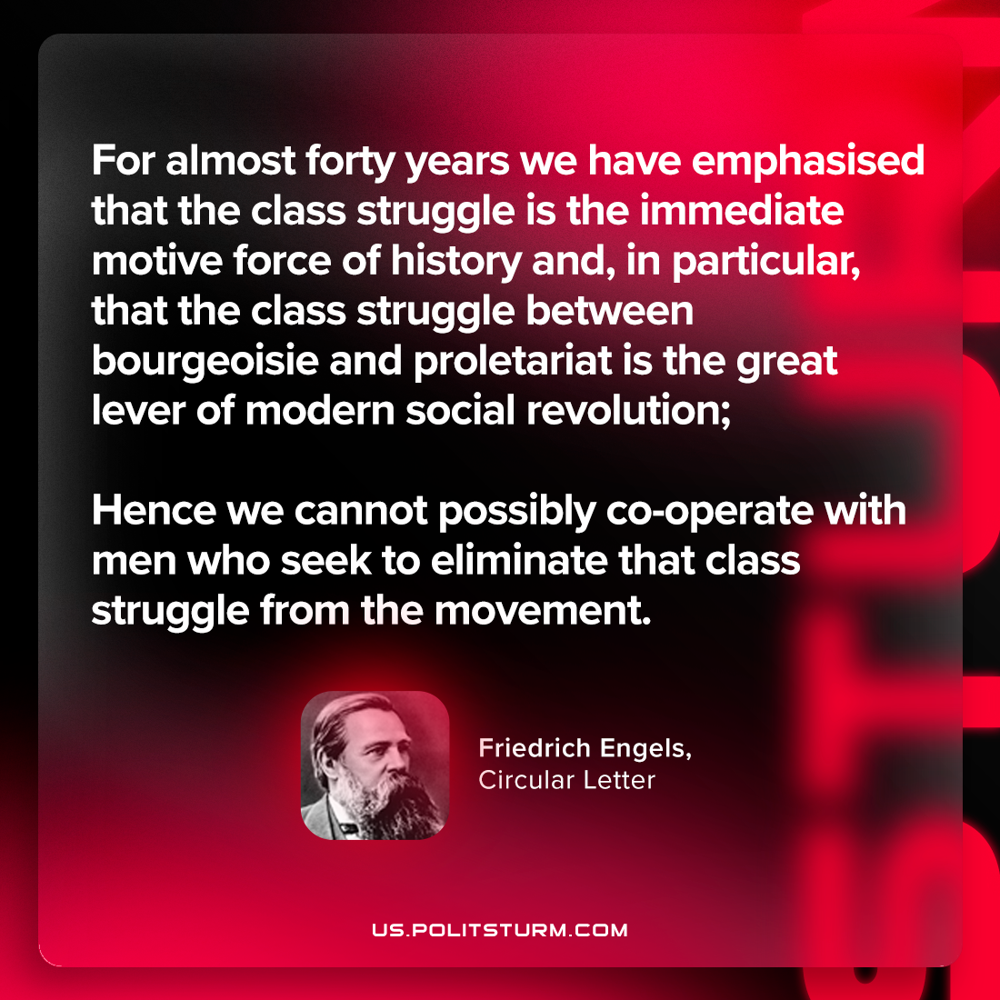 For almost forty years we have emphasised
that the class struggle is the immediate
motive force of history and, in particular,
that the class struggle between
bourgeoisie and proletariat is the great
lever of modern social revolution;
Hence we cannot possibly co-operate with
men who seek to eliminate that class
struggle from the movement.
Friedrich Engels,
Circular Letter
US.POLITSTURM.COM